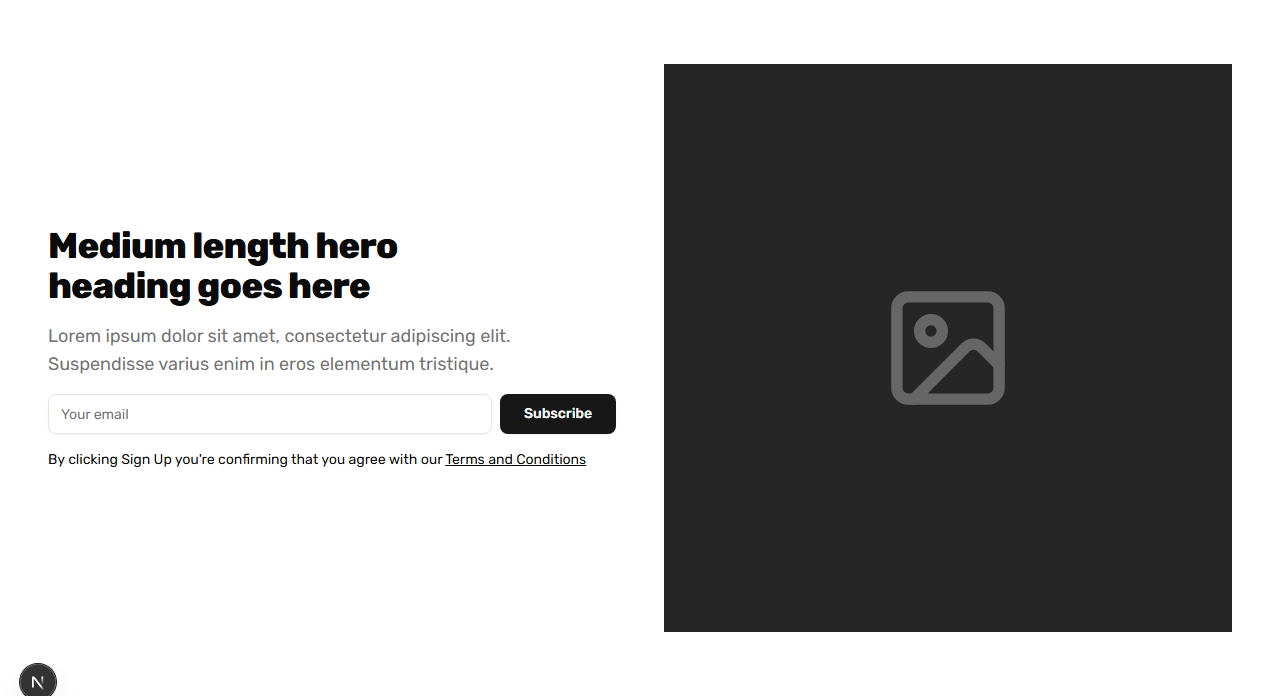 Medium length hero
heading goes here
Lorem ipsum dolor sit amet, consectetur adipiscing elit.
Suspendisse varius enim in eros elementum tristique.
Your email
Subscribe
By clicking Sign Up you're confirming that you agree with our Terms and Conditions
N